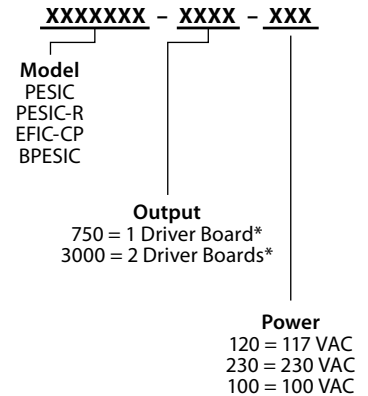 XXXXXXX – XXXX – XXX
Model
PESIC
PESIC-R
EFIC-CP
BPESIC
Output
750 = 1 Driver Board*
3000 = 2 Driver Boards*
Power
120 = 117 VAC
230 = 230 VAC
100 = 100 VAC